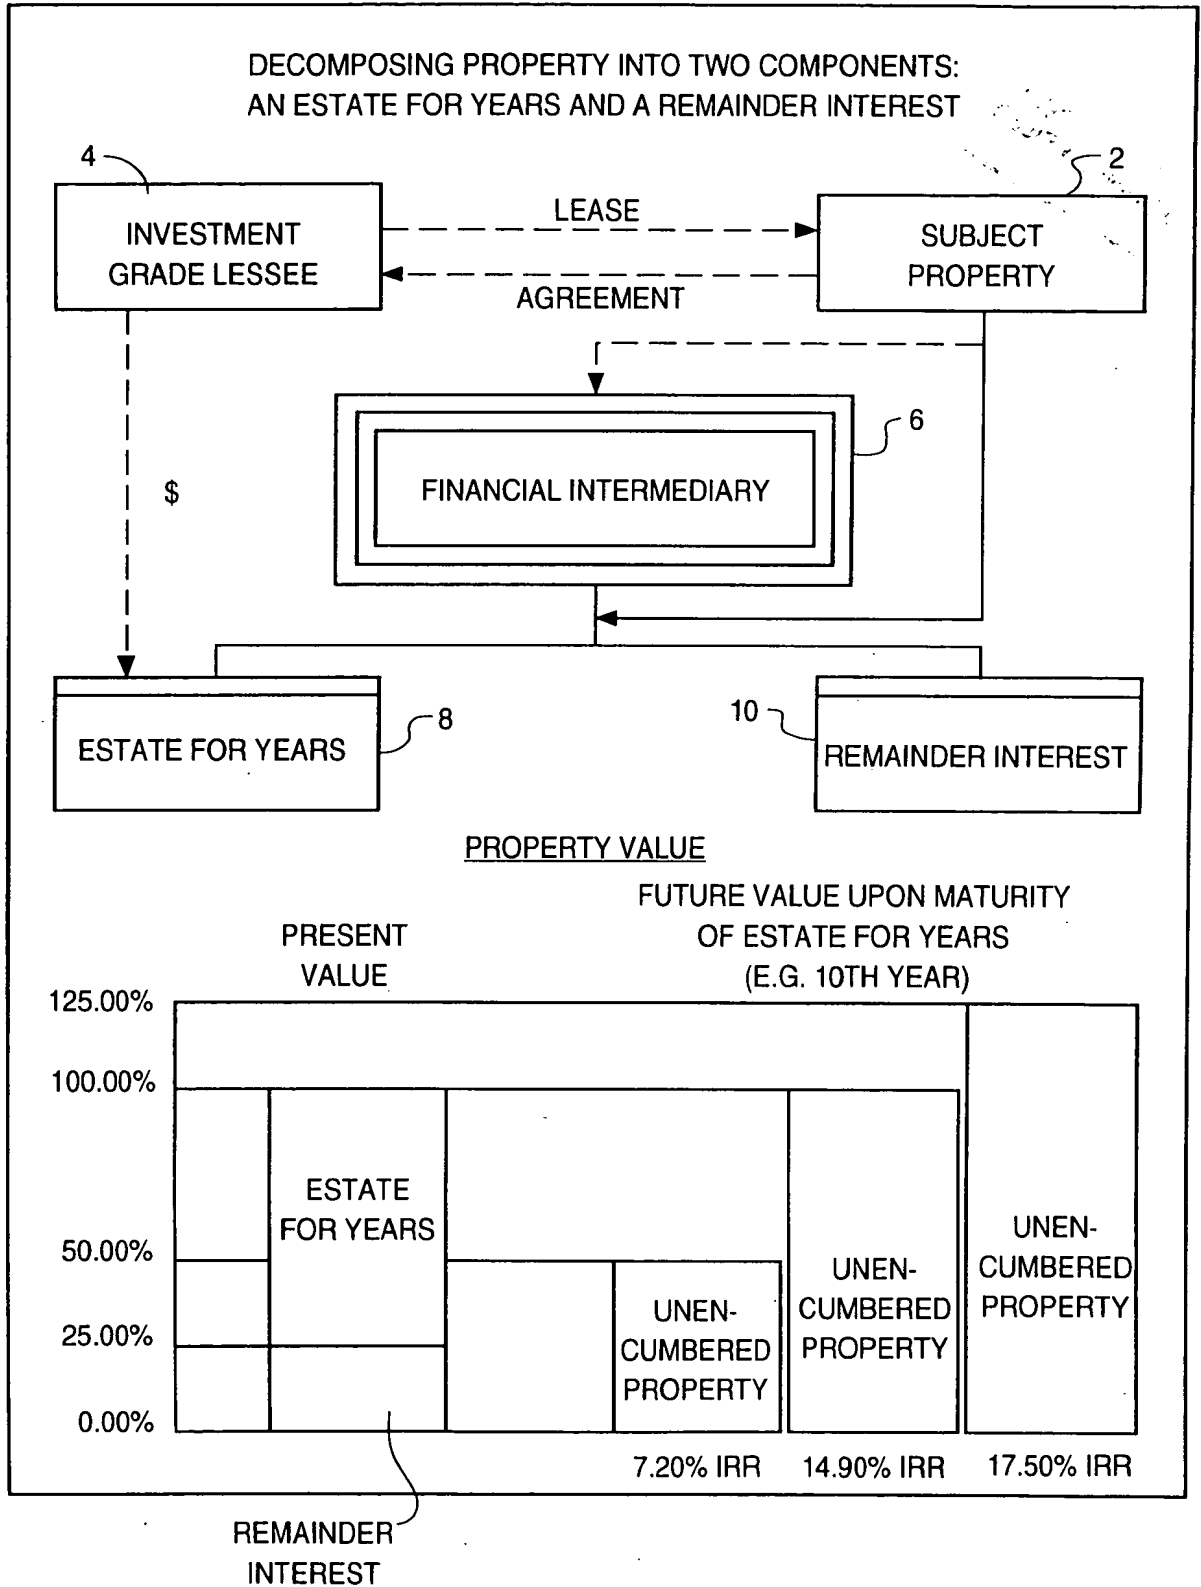 DECOMPOSING PROPERTY INTO TWO COMPONENTS:
AN ESTATE FOR YEARS AND A REMAINDER INTEREST
4
2
INVESTMENT
GRADE LESSEE
LEASE
AGREEMENT
SUBJECT
PROPERTY
$
6
FINANCIAL INTERMEDIARY
8
10
ESTATE FOR YEARS
REMAINDER INTEREST
PROPERTY VALUE
PRESENT
VALUE
FUTURE VALUE UPON MATURITY
OF ESTATE FOR YEARS
(E.G. 10TH YEAR)
125.00%
100.00%
50.00%
25.00%
0.00%
ESTATE
FOR YEARS
UNEN-
CUMBERED
PROPERTY
UNEN-
CUMBERED
PROPERTY
UNEN-
CUMBERED
PROPERTY
7.20% IRR
14.90% IRR
17.50% IRR
REMAINDER
INTEREST